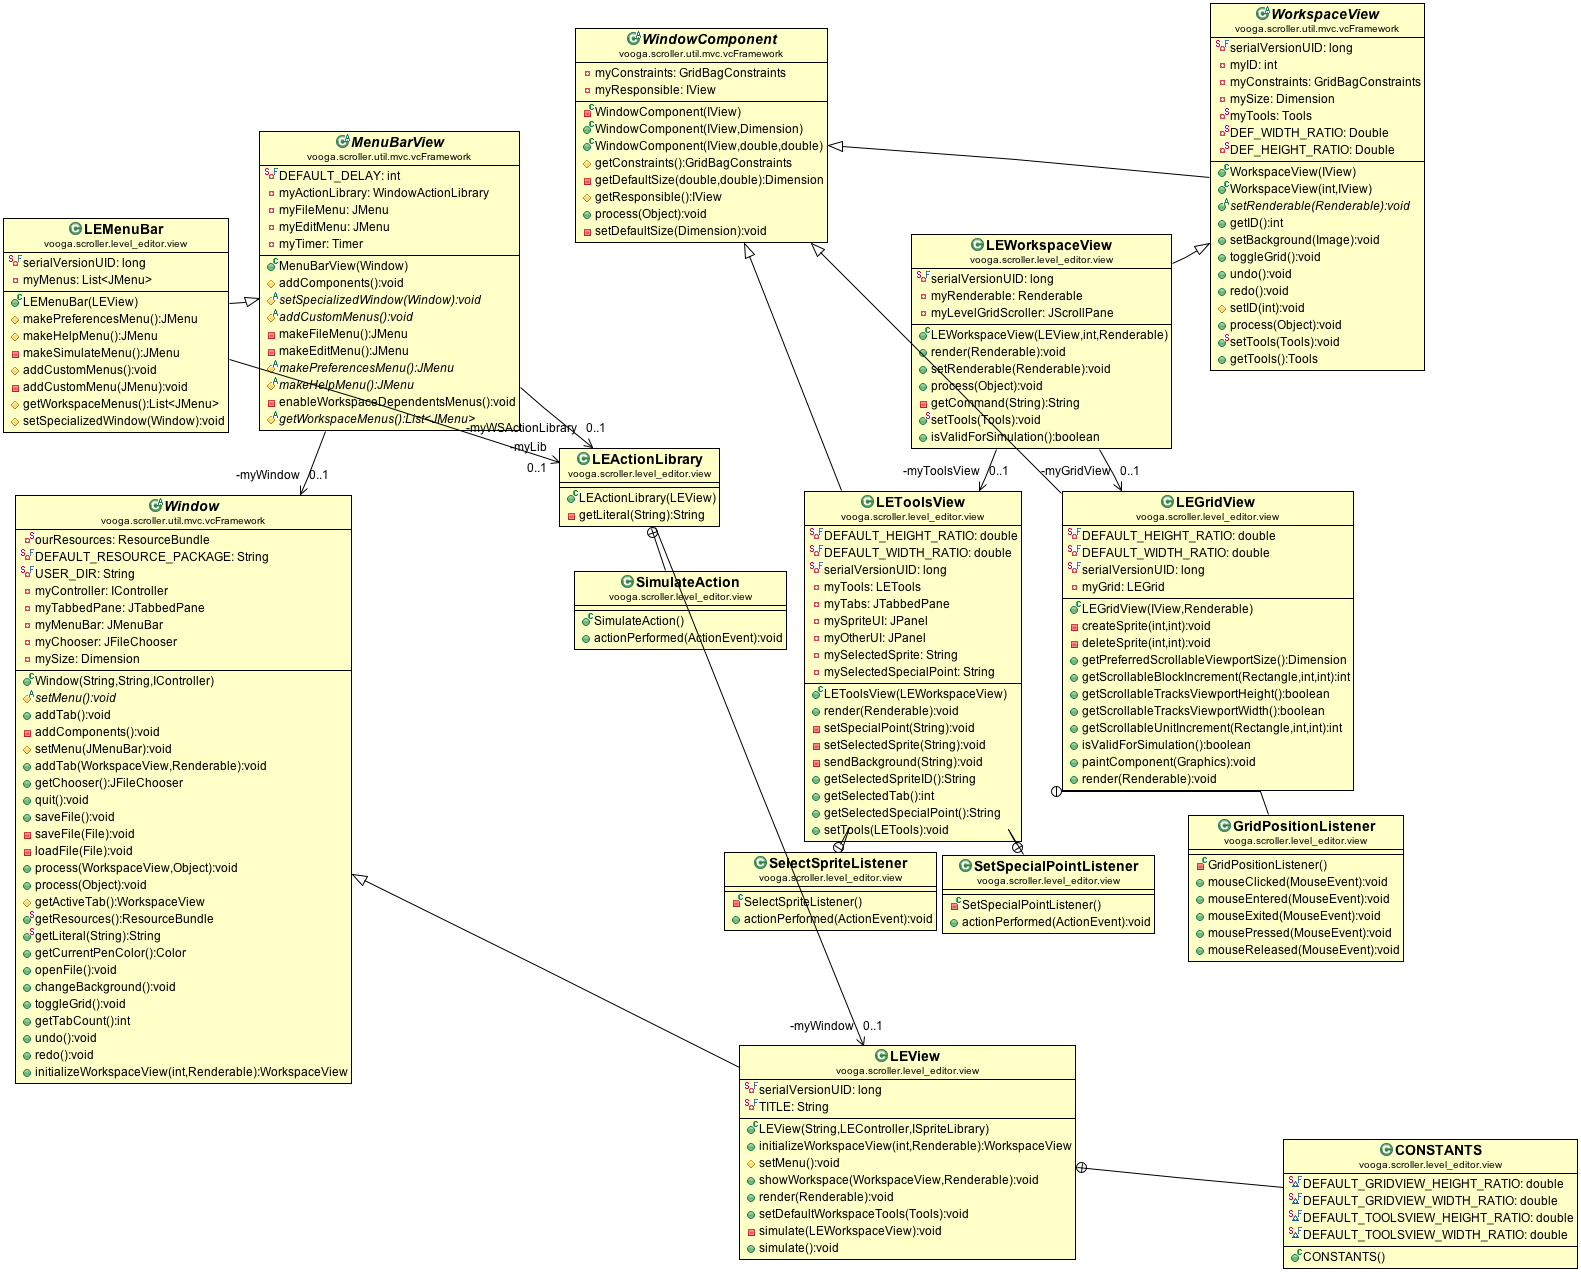 WindowComponent
vooga.scroller.util.mvc.vcFramework
myConstraints: GridBagConstraints
myResponsible: IView
WindowComponent(IView)
WindowComponent(IView,Dimension)
WindowComponent(IView,double,double)
getConstraints():GridBagConstraints
getDefaultSize(double,double):Dimension
getResponsible():IView
process(Object):void
setDefaultSize(Dimension):void
WorkspaceView
vooga.scroller.util.mvc.vcFramework
serialVersionUID: long
myID: int
myConstraints: GridBagConstraints
mySize: Dimension
myTools: Tools
DEF_WIDTH_RATIO: Double
DEF_HEIGHT_RATIO: Double
WorkspaceView(IView)
WorkspaceView(int,IView)
setRenderable(Renderable):void
getID():int
setBackground(Image):void
toggleGrid():void
undo():void
redo():void
setID(int):void
process(Object):void
setTools(Tools):void
getTools():Tools
MenuBarView
vooga.scroller.util.mvc.vcFramework
DEFAULT_DELAY: int
myActionLibrary: WindowActionLibrary
myFileMenu: JMenu
myEditMenu: JMenu
myTimer: Timer
MenuBarView(Window)
addComponents():void
setSpecializedWindow(Window):void
addCustomMenus():void
makeFileMenu():JMenu
makeEditMenu():JMenu
makePreferencesMenu():JMenu
makeHelpMenu():JMenu
enableWorkspaceDependentsMenus():void
getWorkspaceMenus():List<JMenu>
LEMenuBar
vooga.scroller.level_editor.view
serialVersionUID: long
myMenus: List<JMenu>
LEMenuBar(LEView)
makePreferencesMenu():JMenu
makeHelpMenu():JMenu
makeSimulateMenu():JMenu
addCustomMenus():void
addCustomMenu(JMenu):void
getWorkspaceMenus():List<JMenu>
setSpecializedWindow(Window):void
LEWorkspaceView
vooga.scroller.level_editor.view
serialVersionUID: long
myRenderable: Renderable
myLevelGridScroller: JScrollPane
LEWorkspaceView(LEView,int,Renderable)
render(Renderable):void
setRenderable(Renderable):void
process(Object):void
getCommand(String):String
setTools(Tools):void
isValidForSimulation():boolean
-myWSActionLibrary 0..1
-myLib
0..1
-myWindow 0..1
-myToolsView 0..1
-myGridView 0..1
LEActionLibrary
vooga.scroller.level_editor.view
LEActionLibrary(LEView)
getLiteral(String):String
SimulateAction
vooga.scroller.level_editor.view
SimulateAction()
actionPerformed(ActionEvent):void
Window
vooga.scroller.util.mvc.vcFramework
ourResources: ResourceBundle
DEFAULT_RESOURCE_PACKAGE: String
USER_DIR: String
myController: IController
myTabbedPane: JTabbedPane
myMenuBar: JMenuBar
myChooser: JFileChooser
mySize: Dimension
Window(String,String,IController)
setMenu():void
addTab():void
addComponents():void
setMenu(JMenuBar):void
addTab(WorkspaceView,Renderable):void
getChooser():JFileChooser
quit():void
saveFile():void
saveFile(File):void
loadFile(File):void
process(WorkspaceView,Object):void
process(Object):void
getActiveTab():WorkspaceView
getResources():ResourceBundle
getLiteral(String):String
getCurrentPenColor():Color
openFile():void
changeBackground():void
toggleGrid():void
getTabCount():int
undo():void
redo():void
initializeWorkspaceView(int,Renderable):WorkspaceView
LEToolsView
vooga.scroller.level_editor.view
DEFAULT_HEIGHT_RATIO: double
DEFAULT_WIDTH_RATIO: double
serialVersionUID: long
myTools: LETools
myTabs: JTabbedPane
mySpriteUI: JPanel
myOtherUI: JPanel
mySelectedSprite: String
mySelectedSpecialPoint: String
LEToolsView(LEWorkspaceView)
render(Renderable):void
setSpecialPoint(String):void
setSelectedSprite(String):void
sendBackground(String):void
getSelectedSpriteID():String
getSelectedTab():int
getSelectedSpecialPoint():String
setTools(LETools):void
LEGridView
vooga.scroller.level_editor.view
DEFAULT_HEIGHT_RATIO: double
DEFAULT_WIDTH_RATIO: double
serialVersionUID: long
myGrid: LEGrid
LEGridView(IView,Renderable)
createSprite(int,int):void
deleteSprite(int,int):void
getPreferredScrollableViewportSize():Dimension
getScrollableBlockIncrement(Rectangle,int,int):int
getScrollableTracksViewportHeight():boolean
getScrollableTracksViewportWidth():boolean
getScrollableUnitIncrement(Rectangle,int,int):int
isValidForSimulation():boolean
paintComponent(Graphics):void
render(Renderable):void
SelectSpriteListener
vooga.scroller.level_editor.view
SelectSpriteListener()
actionPerformed(ActionEvent):void
SetSpecialPointListener
vooga.scroller.level_editor.view
SetSpecialPointListener()
actionPerformed(ActionEvent):void
GridPositionListener
vooga.scroller.level_editor.view
GridPositionListener()
mouseClicked(MouseEvent):void
mouseEntered(MouseEvent):void
mouseExited(MouseEvent):void
mousePressed(MouseEvent):void
mouseReleased(MouseEvent):void
-myWindow 0..1
LEView
vooga.scroller.level_editor.view
serialVersionUID: long
TITLE: String
LEView(String,LEController,ISpriteLibrary)
initializeWorkspaceView(int,Renderable):WorkspaceView
setMenu():void
showWorkspace(WorkspaceView,Renderable):void
render(Renderable):void
setDefaultWorkspaceTools(Tools):void
simulate(LEWorkspaceView):void
simulate():void
CONSTANTS
vooga.scroller.level_editor.view
DEFAULT_GRIDVIEW_HEIGHT_RATIO: double
DEFAULT_GRIDVIEW_WIDTH_RATIO: double
DEFAULT_TOOLSVIEW_HEIGHT_RATIO: double
DEFAULT_TOOLSVIEW_WIDTH_RATIO: double
CONSTANTS()